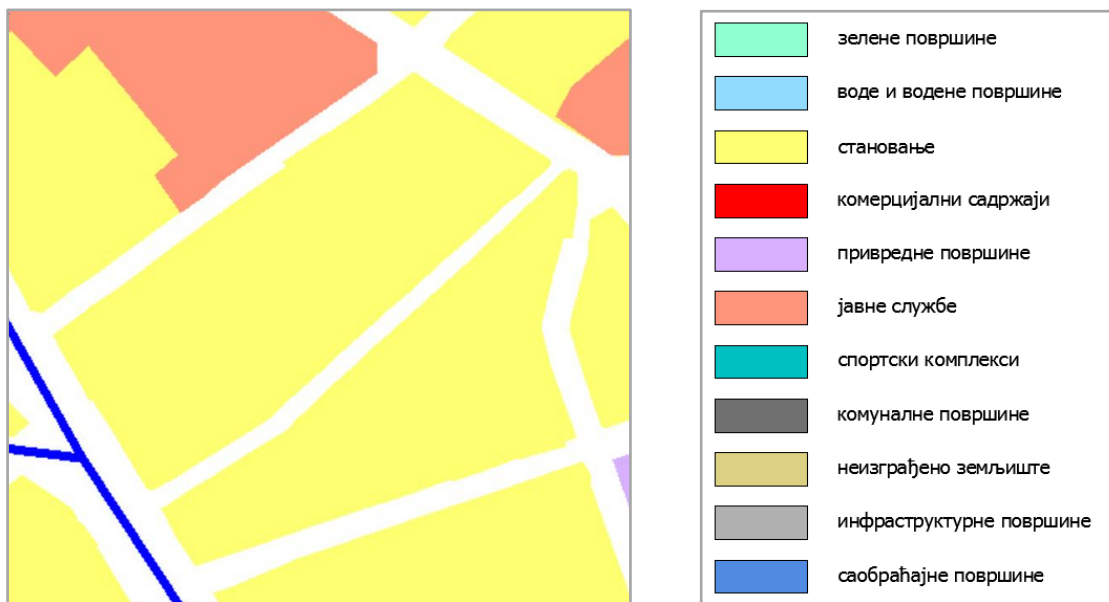 зелене површине
воде и водене површине
становање
комерцијални садржаји
привредне површине
јавне службе
спортски комплекси
комуналне површине
неизграђено земљиште
инфраструктурне површине
саобраћајне површине